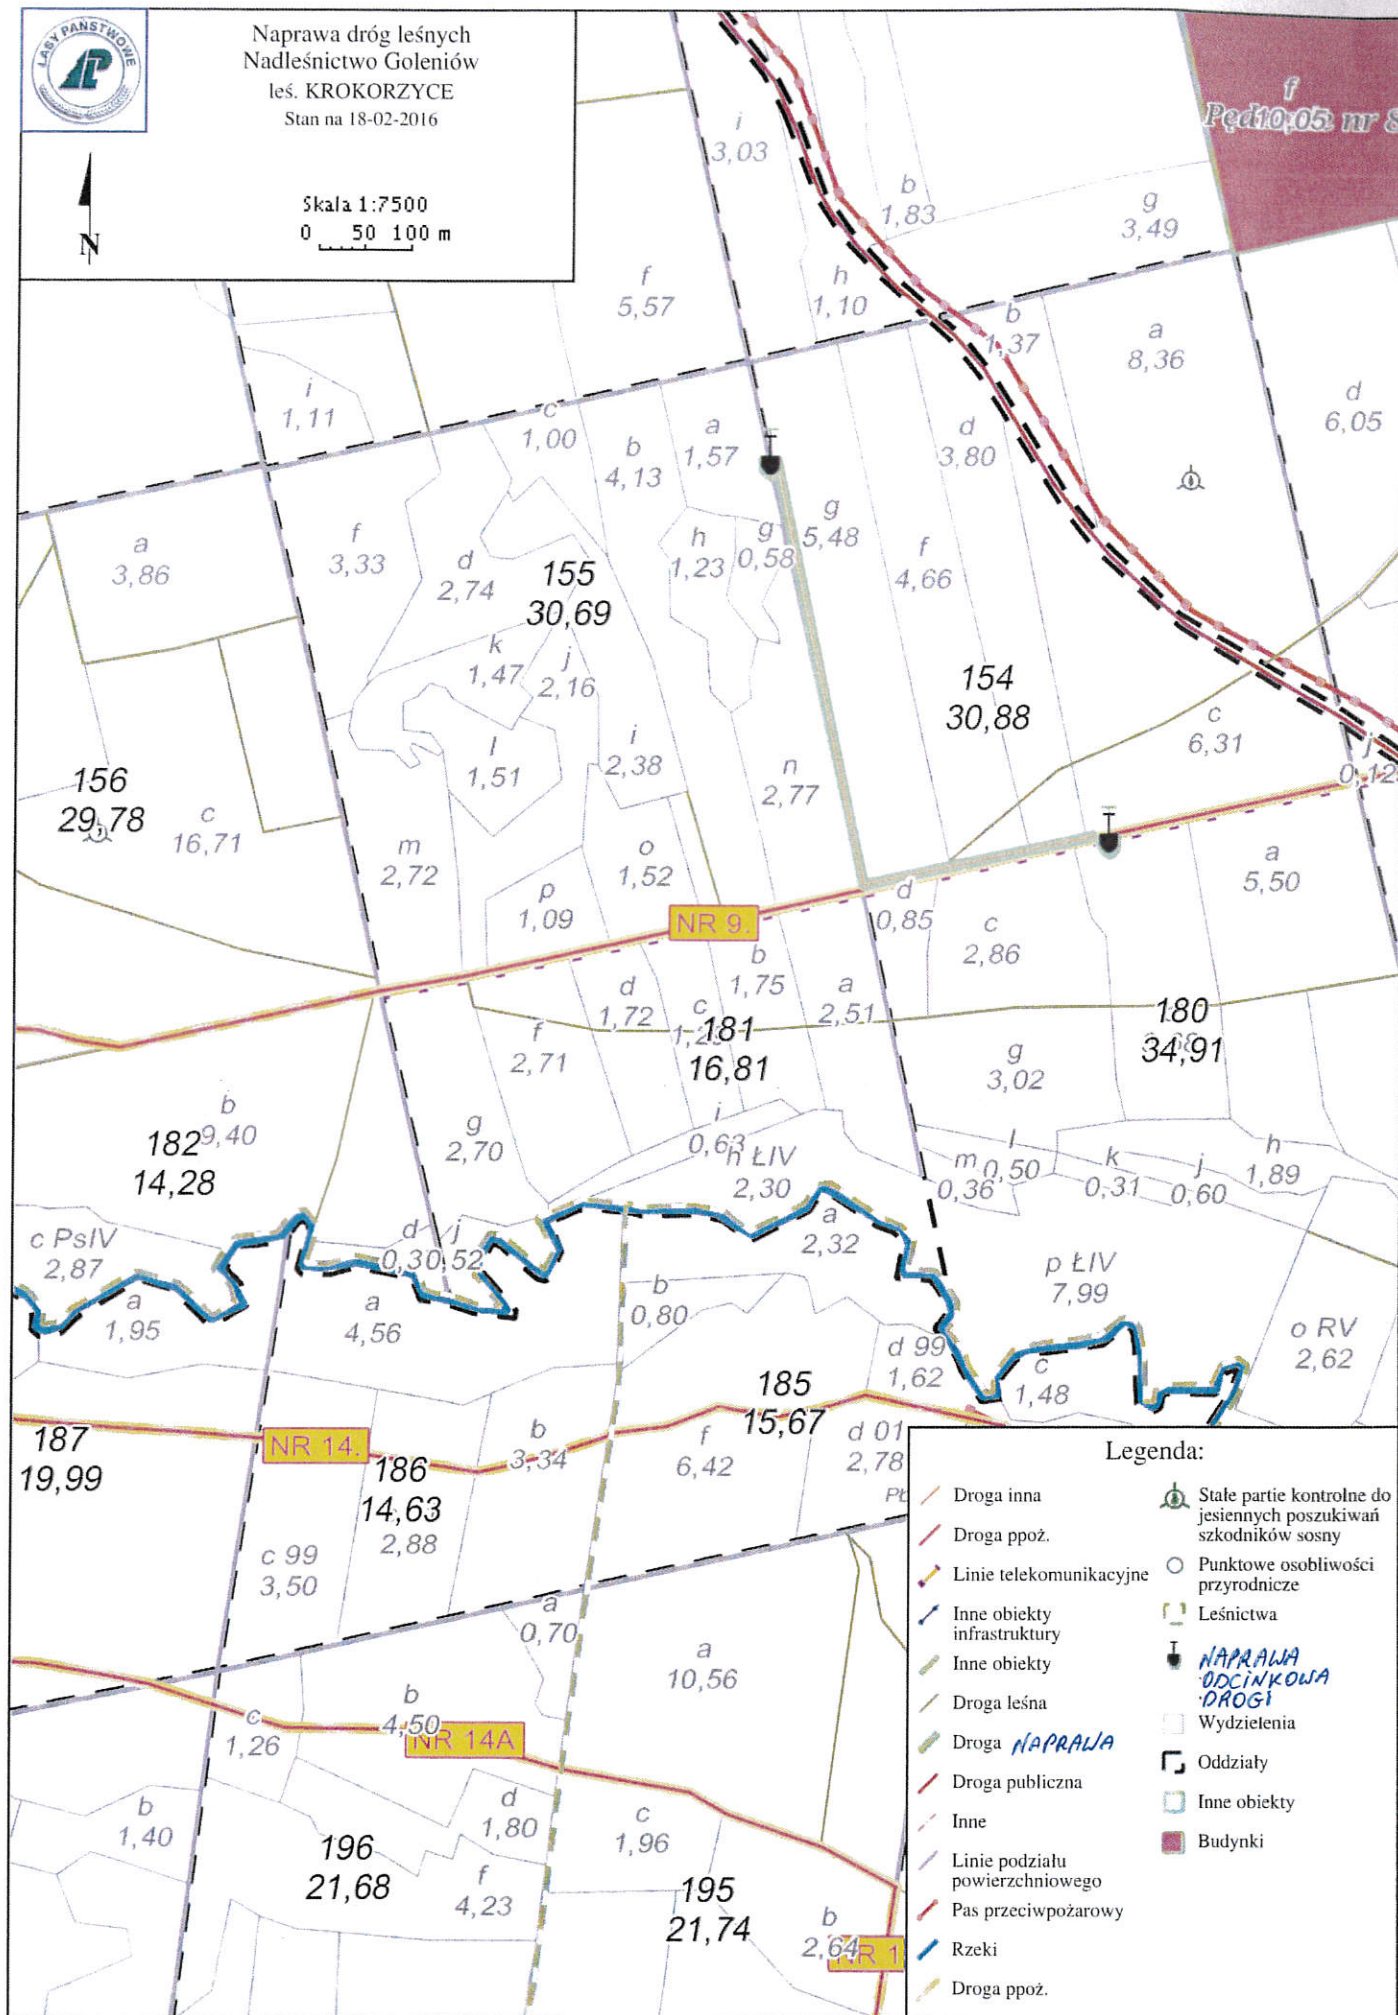 LASY PAŃSTWOWE
Naprawa dróg leśnych
Nadleśnictwo Goleniów
leś. KROKORZYCE
Stan na 18-02-2016
Skala 1:7500
0 50 100 m
N
f
10,05
nr 8
i
3,03
b
1,83
g
3,49
f
5,57
h
1,10
b
1,37
a
8,36
d
6,05
i
1,11
c
1,00
b
4,13
a
1,57
d
3,80
a
3,86
f
3,33
d
2,74
155
30,69
h
1,23
g
0,58
g
5,48
f
4,66
k
1,47
j
2,16
154
30,88
c
6,31
j
0,12
l
1,51
i
2,38
n
2,77
156
29,78
c
16,71
m
2,72
o
1,52
p
1,09
a
5,50
NR 9.
d
0,85
c
2,86
b
1,75
a
2,51
d
1,72
c
181
16,81
f
2,71
180
34,91
g
3,02
b
9,40
182
14,28
g
2,70
i
0,63
h ŁIV
2,30
l
0,50
m
0,36
k
0,31
j
0,60
h
1,89
c PsIV
2,87
d
0,30
j
0,52
a
2,32
p ŁIV
7,99
a
1,95
a
4,56
b
0,80
o RV
2,62
d 99
1,62
c
1,48
185
15,67
187
19,99
NR 14.
b
3,34
f
6,42
d 01
2,78
186
14,63
2,88
c 99
3,50
a
0,70
a
10,56
b
4,50
c
1,26
NR 14A
b
1,40
d
1,80
c
1,96
196
21,68
f
4,23
195
21,74
b
2,64
NR 1
Legenda:
Droga inna
Droga ppoż.
Linie telekomunikacyjne
Inne obiekty
infrastruktury
Inne obiekty
Droga leśna
Droga NAPRAWA
Droga publiczna
Inne
Linie podziału
powierzchniowego
Pas przeciwpożarowy
Rzeki
Droga ppoż.
Stałe partie kontrolne do
jesiennych poszukiwań
szkodników sosny
Punktowe osobliwości
przyrodnicze
Leśnictwa
NAPRAWA
ODCINKOWA
DROGI
Wydzielenia
Oddziały
Inne obiekty
Budynki